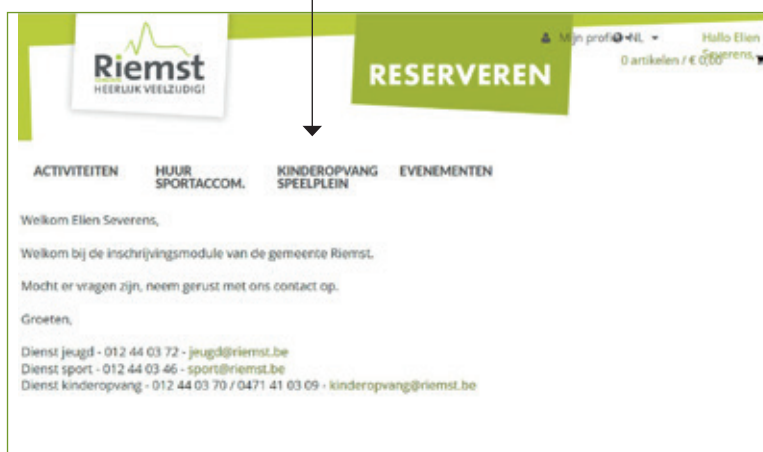 Riemst
HEERLIJK VEELZIJDIG!
RESERVEREN
Mijn profiel NL
Hallo Elien
Severens,
0 artikelen / € 0,00
ACTIVITEITEN
HUUR
SPORTACCOM.
KINDEROPVANG
SPEELPLEIN
EVENEMENTEN
Welkom Elien Severens,
Welkom bij de inschrijvingsmodule van de gemeente Riemst.
Mocht er vragen zijn, neem gerust met ons contact op.
Groeten,
Dienst jeugd - 012 44 03 72 - jeugd@riemst.be
Dienst sport - 012 44 03 46 - sport@riemst.be
Dienst kinderopvang - 012 44 03 70 / 0471 41 03 09 - kinderopvang@riemst.be